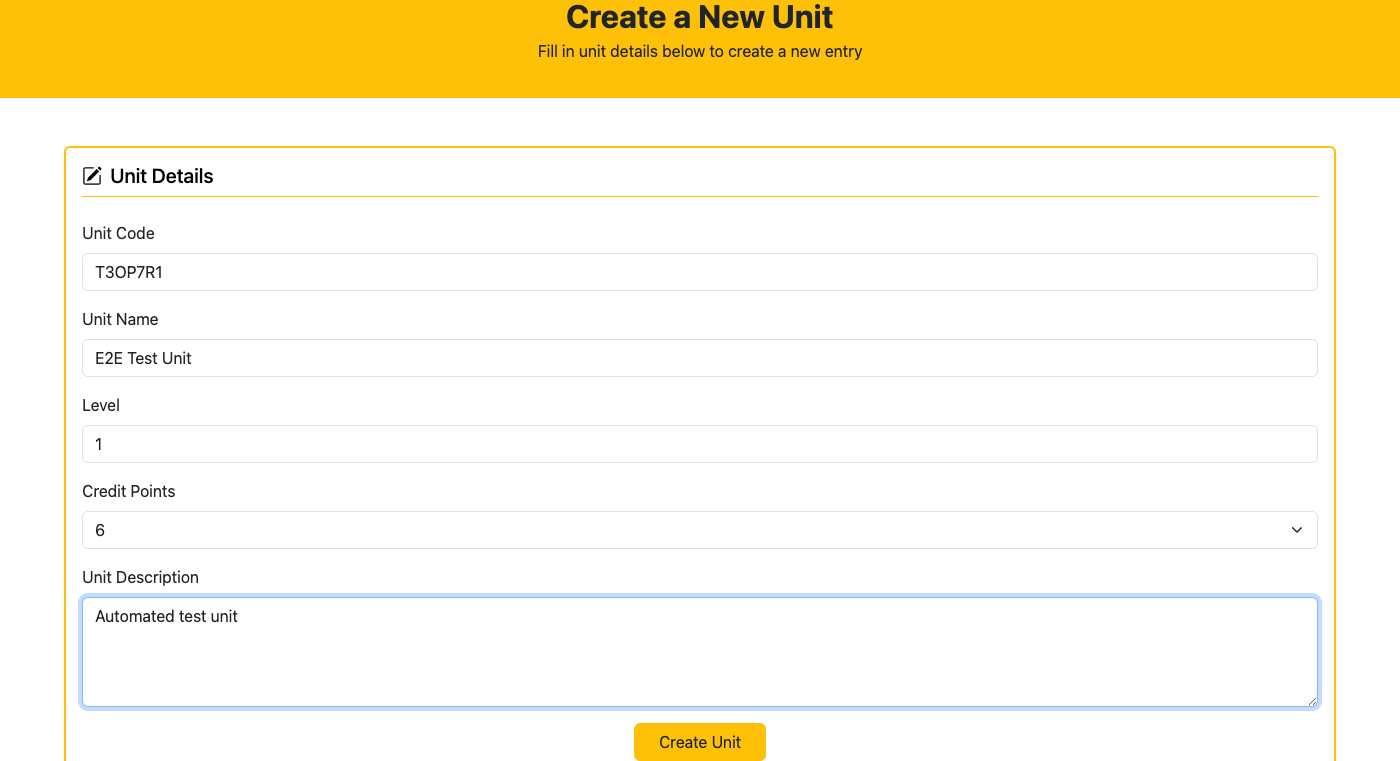 Create a New Unit
Fill in unit details below to create a new entry
Unit Details
Unit Code
T3OP7R1
Unit Name
E2E Test Unit
Level
1
Credit Points
6
Unit Description
Automated test unit
Create Unit